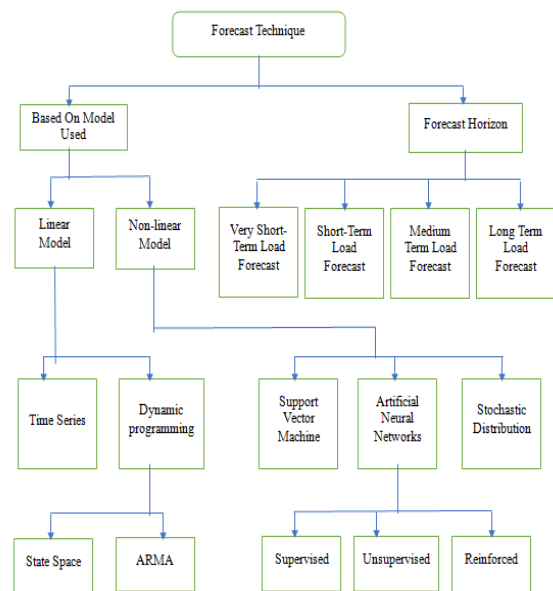 Forecast Technique
Based On Model
Used
Forecast Horizon
Linear
Model
Non-linear
Model
Very Short-
Term Load
Forecast
Short-Term
Load
Forecast
Medium
Term Load
Forecast
Long Term
Load
Forecast
Time Series
Dynamic
programming
Support
Vector
Machine
Artificial
Neural
Networks
Stochastic
Distribution
State Space
ARMA
Supervised
Unsupervised
Reinforced